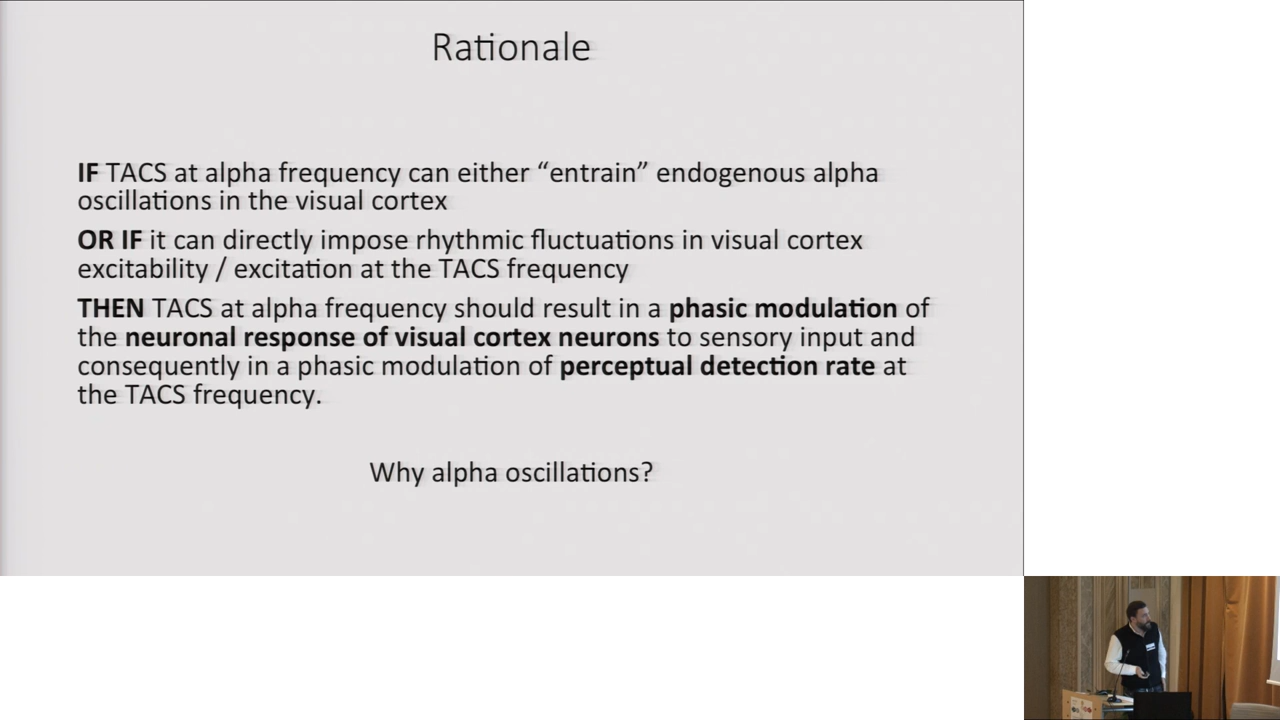 Rationale
IF TACS at alpha frequency can either “entrain” endogenous alpha
oscillations in the visual cortex
OR IF it can directly impose rhythmic fluctuations in visual cortex
excitability / excitation at the TACS frequency
THEN TACS at alpha frequency should result in a phasic modulation of
the neuronal response of visual cortex neurons to sensory input and
consequently in a phasic modulation of perceptual detection rate at
the TACS frequency.
Why alpha oscillations?